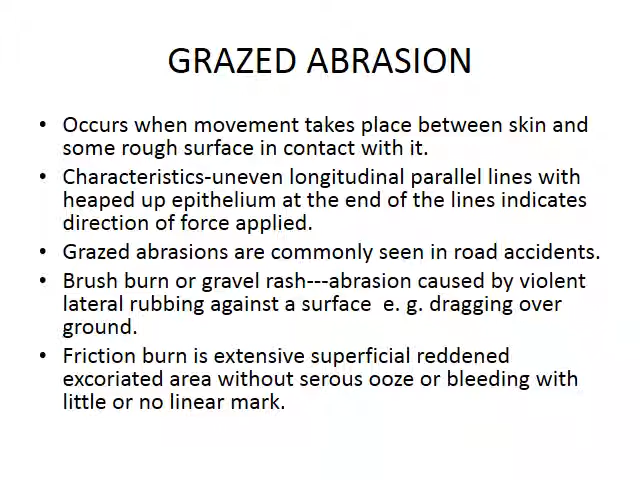 GRAZED ABRASION
• Occurs when movement takes place between skin and
some rough surface in contact with it.
• Characteristics-uneven longitudinal parallel lines with
heaped up epithelium at the end of the lines indicates
direction of force applied.
• Grazed abrasions are commonly seen in road accidents.
• Brush burn or gravel rash---abrasion caused by violent
lateral rubbing against a surface  e. g. dragging over
ground.
• Friction burn is extensive superficial reddened
excoriated area without serous ooze or bleeding with
little or no linear mark.